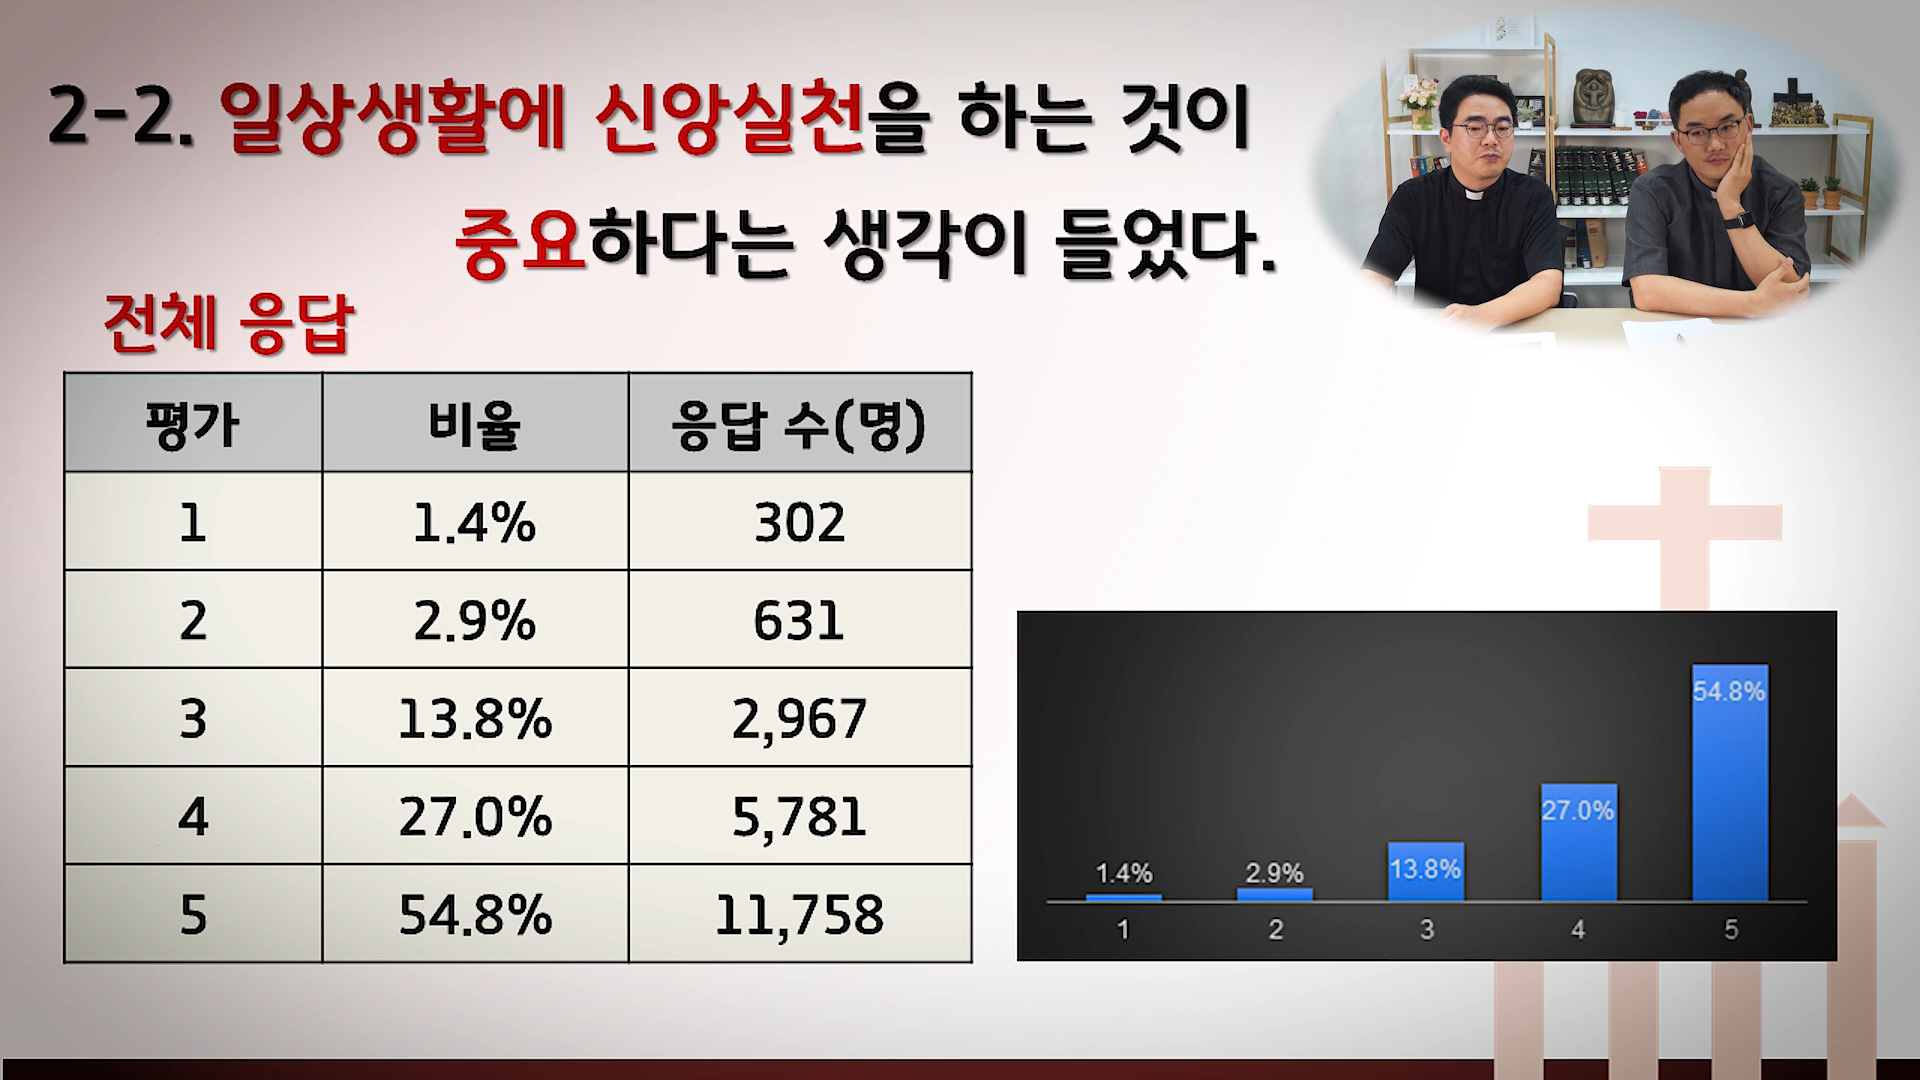 2-2. 일상생활에 신앙실천을 하는 것이
중요하다는 생각이 들었다.
전체 응답
평가 비율 응답 수(명)
1 1.4% 302
2 2.9% 631
3 13.8% 2,967
4 27.0% 5,781
5 54.8% 11,758
1.4% 2.9% 13.8% 27.0% 54.8%
1 2 3 4 5